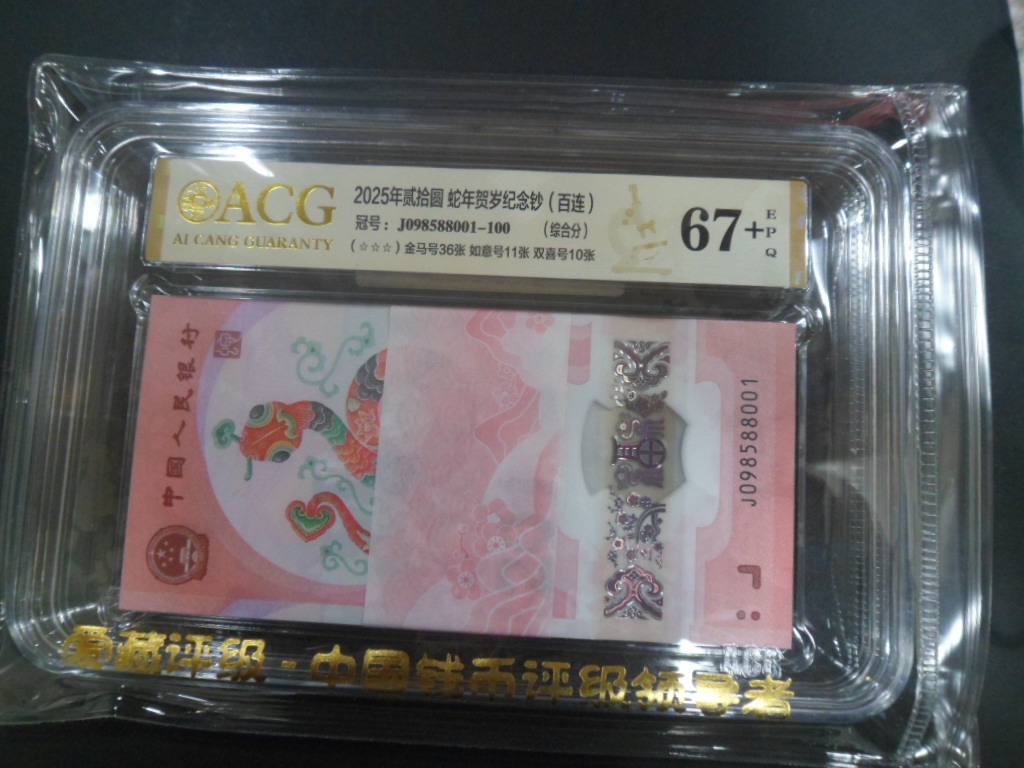 ACG
AI CANG GUARANTY
2025年贰拾圆 蛇年贺岁纪念钞（百连）
冠号：J098588001-100 （综合分）
（☆☆☆）金马号36张 如意号11张 双喜号10张
67+
EPQ
中國人民銀行
J098588001
爱藏评级·中国钱币评级领导者